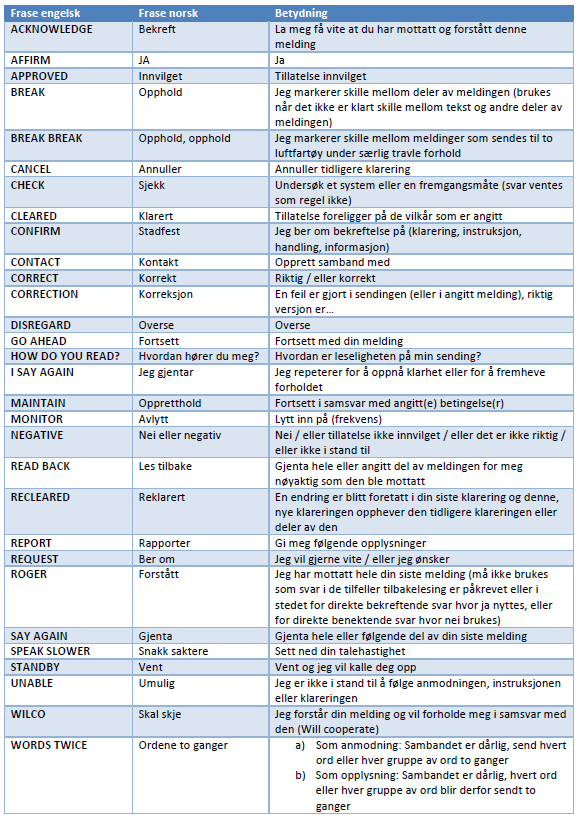 Frase engelsk Frase norsk Betydning
ACKNOWLEDGE Bekreft La meg få vite at du har mottatt og forstått denne
melding
AFFIRM JA Ja
APPROVED Innvilget Tillatelse innvilget
BREAK Opphold Jeg markerer skille mellom deler av meldingen (brukes
når det ikke er klart skille mellom tekst og andre deler av
meldingen)
BREAK BREAK Opphold, opphold Jeg markerer skille mellom meldinger som sendes til to
luftfartøy under særlig travle forhold
CANCEL Annuller Annuller tidligere klarering
CHECK Sjekk Undersøk et system eller en fremgangsmåte (svar ventes
som regel ikke)
CLEARED Klarert Tillatelse foreligger på de vilkår som er angitt
CONFIRM Stadfest Jeg ber om bekreftelse på (klarering, instruksjon,
handling, informasjon)
CONTACT Kontakt Opprett samband med
CORRECT Korrekt Riktig / eller korrekt
CORRECTION Korreksjon En feil er gjort i sendingen (eller i angitt melding), riktig
versjon er…
DISREGARD Overse Overse
GO AHEAD Fortsett Fortsett med din melding
HOW DO YOU READ? Hvordan hører du meg? Hvordan er leseligheten på min sending?
I SAY AGAIN Jeg gjentar Jeg repeterer for å oppnå klarhet eller for å fremheve
forholdet
MAINTAIN Oppretthold Fortsett i samsvar med angitt(e) betingelse(r)
MONITOR Avlytt Lytt inn på (frekvens)
NEGATIVE Nei eller negativ Nei / eller tillatelse ikke innvilget / eller det er ikke riktig /
eller ikke i stand til
READ BACK Les tilbake Gjenta hele eller angitt del av meldingen for meg
nøyaktig som den ble mottatt
RECLEARED Reklarert En endring er blitt foretatt i din siste klarering og denne,
nye klareringen opphever den tidligere klareringen eller
deler av den
REPORT Rapporter Gi meg følgende opplysninger
REQUEST Ber om Jeg vil gjerne vite / eller jeg ønsker
ROGER Forstått Jeg har mottatt hele din siste melding (må ikke brukes
som svar i de tilfeller tilbakelesing er påkrevet eller i
stedet for direkte bekreftende svar hvor ja nyttes, eller
for direkte benektende svar hvor nei brukes)
SAY AGAIN Gjenta Gjenta hele eller følgende del av din siste melding
SPEAK SLOWER Snakk saktere Sett ned din talehastighet
STANDBY Vent Vent og jeg vil kalle deg opp
UNABLE Umulig Jeg er ikke i stand til å følge anmodningen, instruksjonen
eller klareringen
WILCO Skal skje Jeg forstår din melding og vil forholde meg i samsvar med
den (Will cooperate)
WORDS TWICE Ordene to ganger a) Som anmodning: Sambandet er dårlig, send hvert
ord eller hver gruppe av ord to ganger
b) Som opplysning: Sambandet er dårlig, hvert ord
eller hver gruppe av ord blir derfor sendt to
ganger